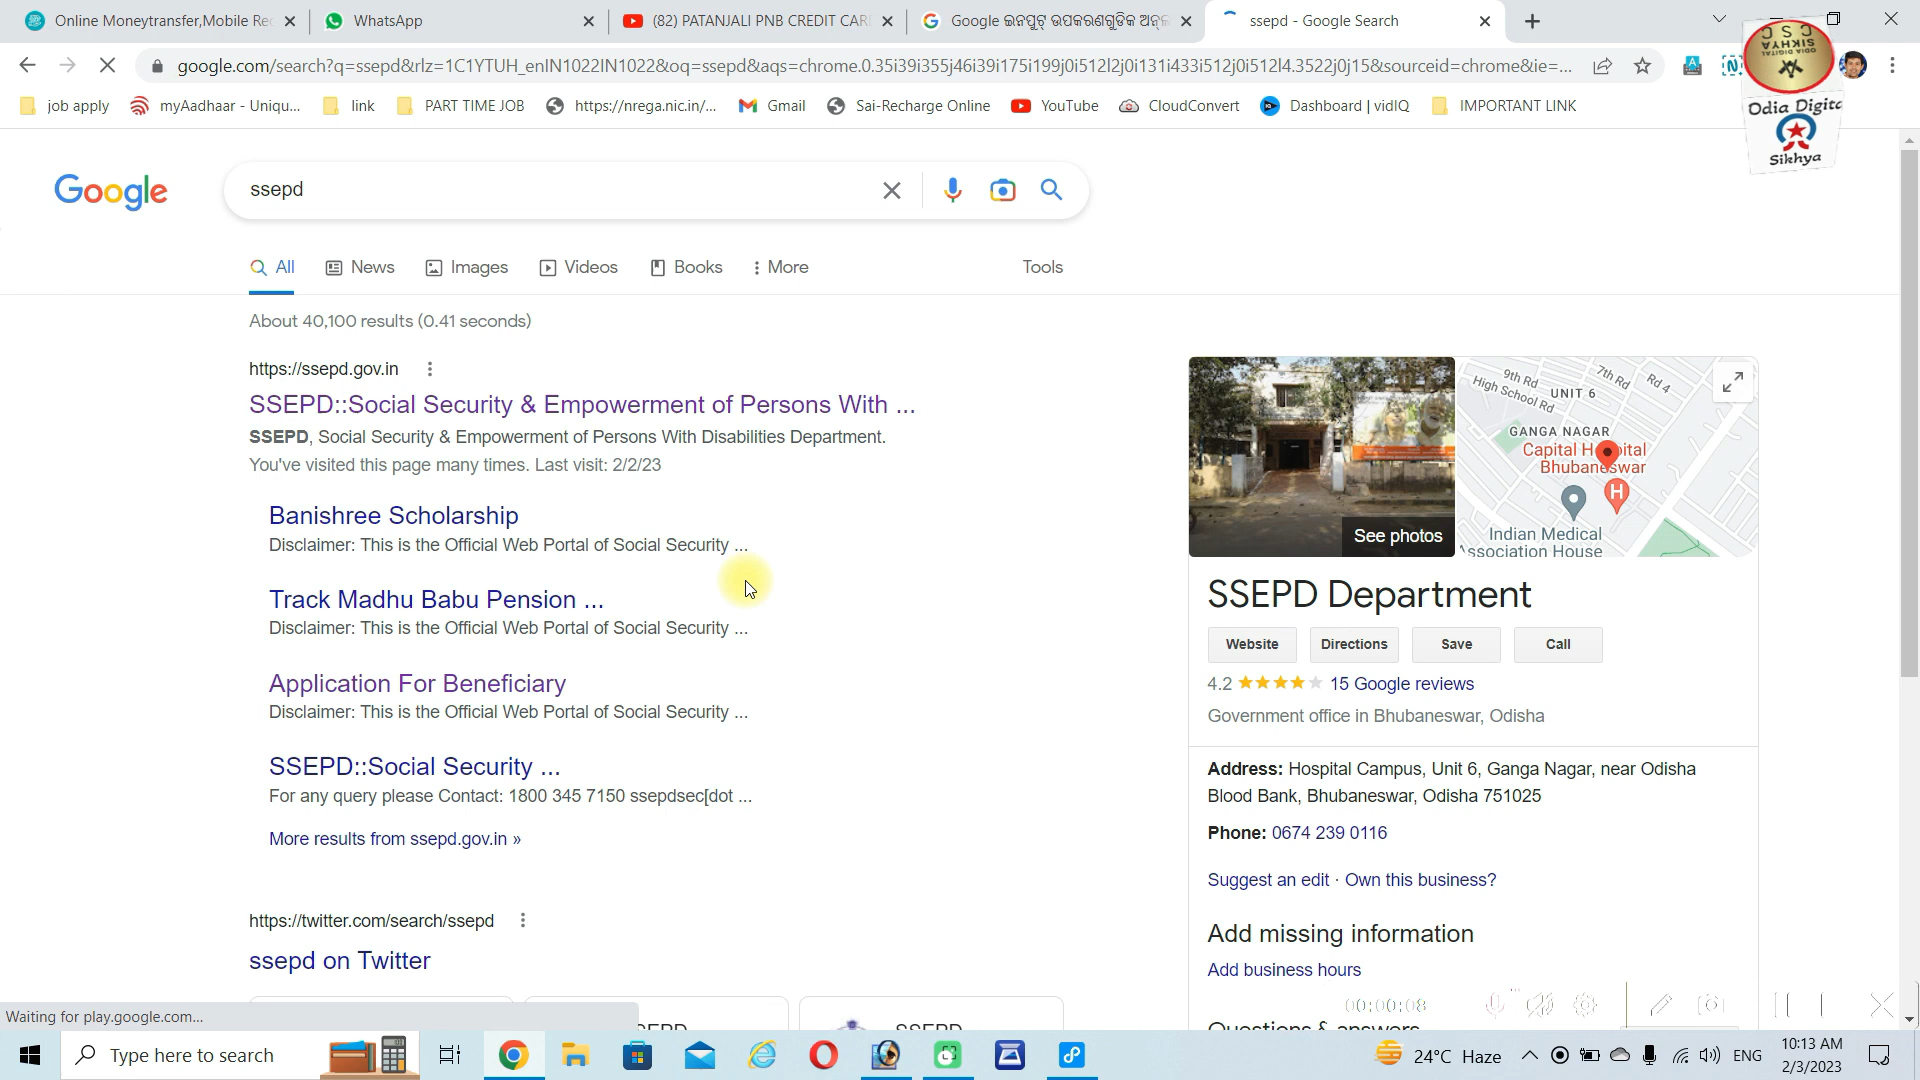 Online Moneytransfer,Mobile Re
WhatsApp
(82) PATANJALI PNB CREDIT CAR
Google ଇନପୁଟ୍ ଉପକରଣଗୁଡିକ
ssepd - Google Search
google.com/search?q=ssepd&rlz=1C1YTUH_enIN1022IN1022&oq=ssepd&aqs=chrome.0.35i39i355j46i39i175i199j0i512l2j0i131i433i512j0i512l4.3522j0j15&sourceid=chrome&ie=...
job apply
myAadhaar - Uniqu...
link
PART TIME JOB
https://nrega.nic.in/...
Gmail
Sai-Recharge Online
YouTube
CloudConvert
Dashboard | vidIQ
IMPORTANT LINK
Odia Digita
Sikhya
Google
ssepd
All
News
Images
Videos
Books
More
Tools
About 40,100 results (0.41 seconds)
https://ssepd.gov.in
SSEPD::Social Security & Empowerment of Persons With ...
SSEPD, Social Security & Empowerment of Persons With Disabilities Department.
You've visited this page many times. Last visit: 2/2/23
Banishree Scholarship
Disclaimer: This is the Official Web Portal of Social Security ...
Track Madhu Babu Pension ...
Disclaimer: This is the Official Web Portal of Social Security ...
Application For Beneficiary
Disclaimer: This is the Official Web Portal of Social Security ...
SSEPD::Social Security ...
For any query please Contact: 1800 345 7150 ssepdsec[dot ...
More results from ssepd.gov.in »
https://twitter.com/search/ssepd
ssepd on Twitter
SSEPD
9th Rd
7th Rd
Rd 4
High School Rd
UNIT 6
GANGA NAGAR
Capital Hospital
Bhubaneswar
H
Indian Medical
Association House
See photos
SSEPD Department
Website
Directions
Save
Call
4.2
15 Google reviews
Government office in Bhubaneswar, Odisha
Address: Hospital Campus, Unit 6, Ganga Nagar, near Odisha
Blood Bank, Bhubaneswar, Odisha 751025
Phone: 0674 239 0116
Suggest an edit · Own this business?
Add missing information
Add business hours
Questions & answers
00:00:08
Waiting for play.google.com...
Type here to search
24°C Haze
ENG
10:13 AM
2/3/2023